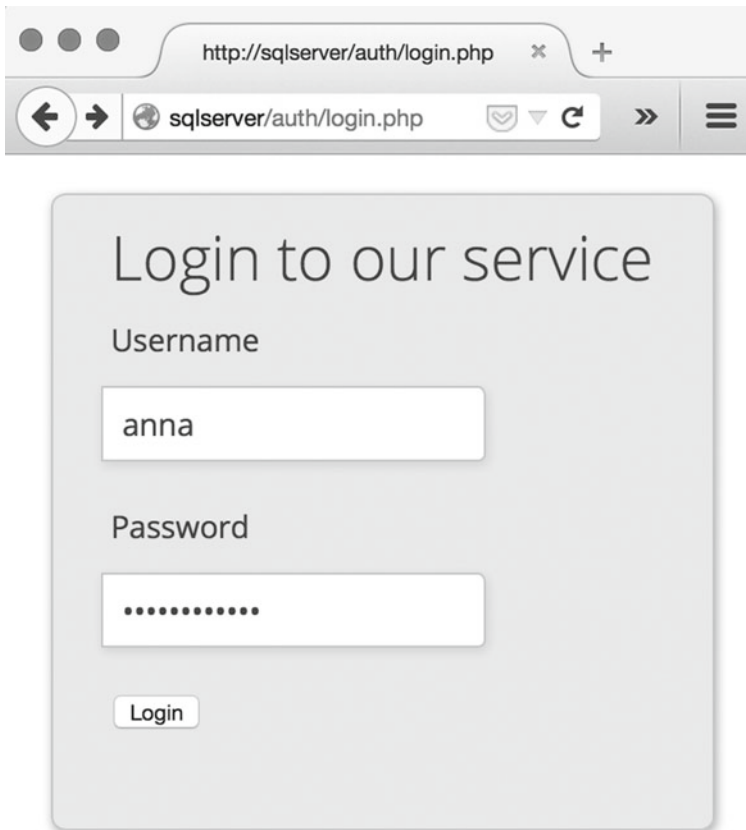 http://sqlserver/auth/login.php
sqlserver/auth/login.php
Login to our service
Username
anna
Password
••••••••••••
Login